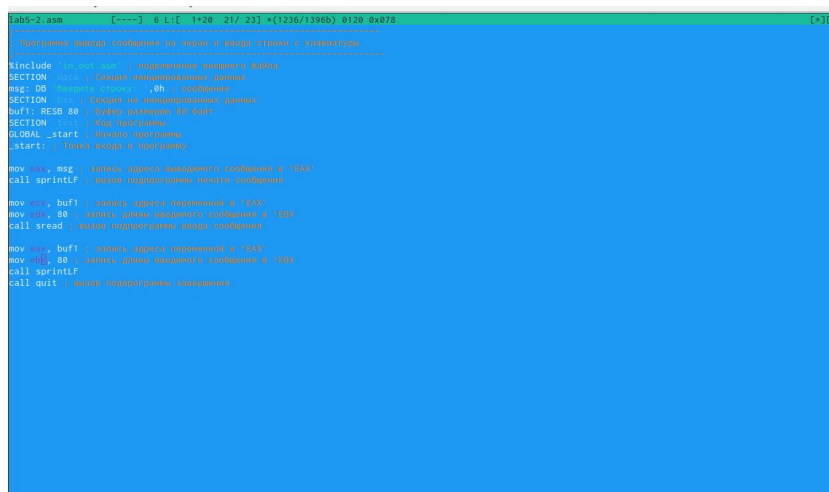 lab5-2.asm [----] 6 L:[ 1+20 21/ 23] *(1236/1396b) 0120 0x078 [*][
;--------------------------------------------------------------------
; Программа вывода сообщения на экран и ввода строки с клавиатуры
;--------------------------------------------------------------------
%include 'in_out.asm' ; подключение внешнего файла
SECTION .data ; Секция инициированных данных
msg: DB 'Введите строку: ',0h ; сообщение
SECTION .bss ; Секция не инициированных данных
buf1: RESB 80 ; Буфер размером 80 байт
SECTION .text ; Код программы
GLOBAL _start ; Начало программы
_start: ; Точка входа в программу
mov eax, msg ; запись адреса выводимого сообщения в 'EAX'
call sprintLF ; вызов подпрограммы печати сообщения
mov ecx, buf1 ; запись адреса переменной в 'EAX'
mov edx, 80 ; запись длины вводимого сообщения в 'EBX'
call sread ; вызов подпрограммы ввода сообщения
mov eax, buf1 ; запись адреса переменной в 'EAX'
mov ebx, 80 ; запись длины вводимого сообщения в 'EBX'
call sprintLF
call quit ; вызов подпрограммы завершения